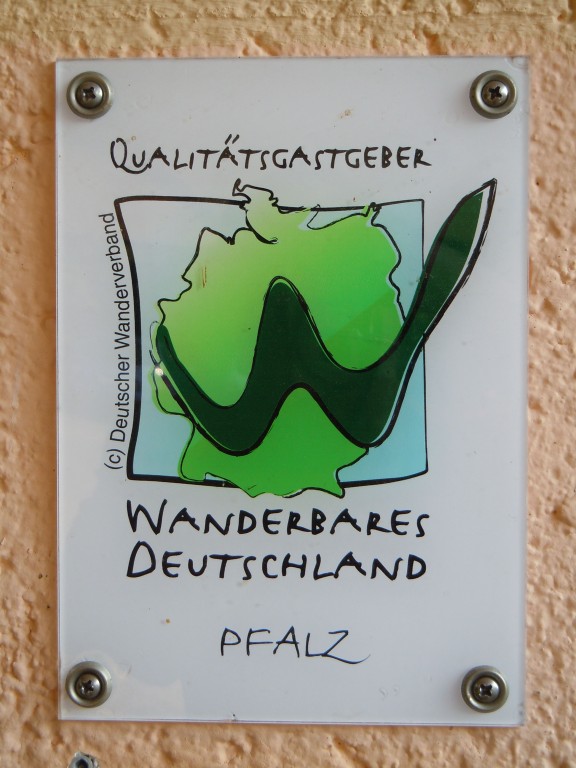 QUALITÄTSGASTGEBER
(c) Deutscher Wanderverband
WANDERBARES
DEUTSCHLAND
PFALZ